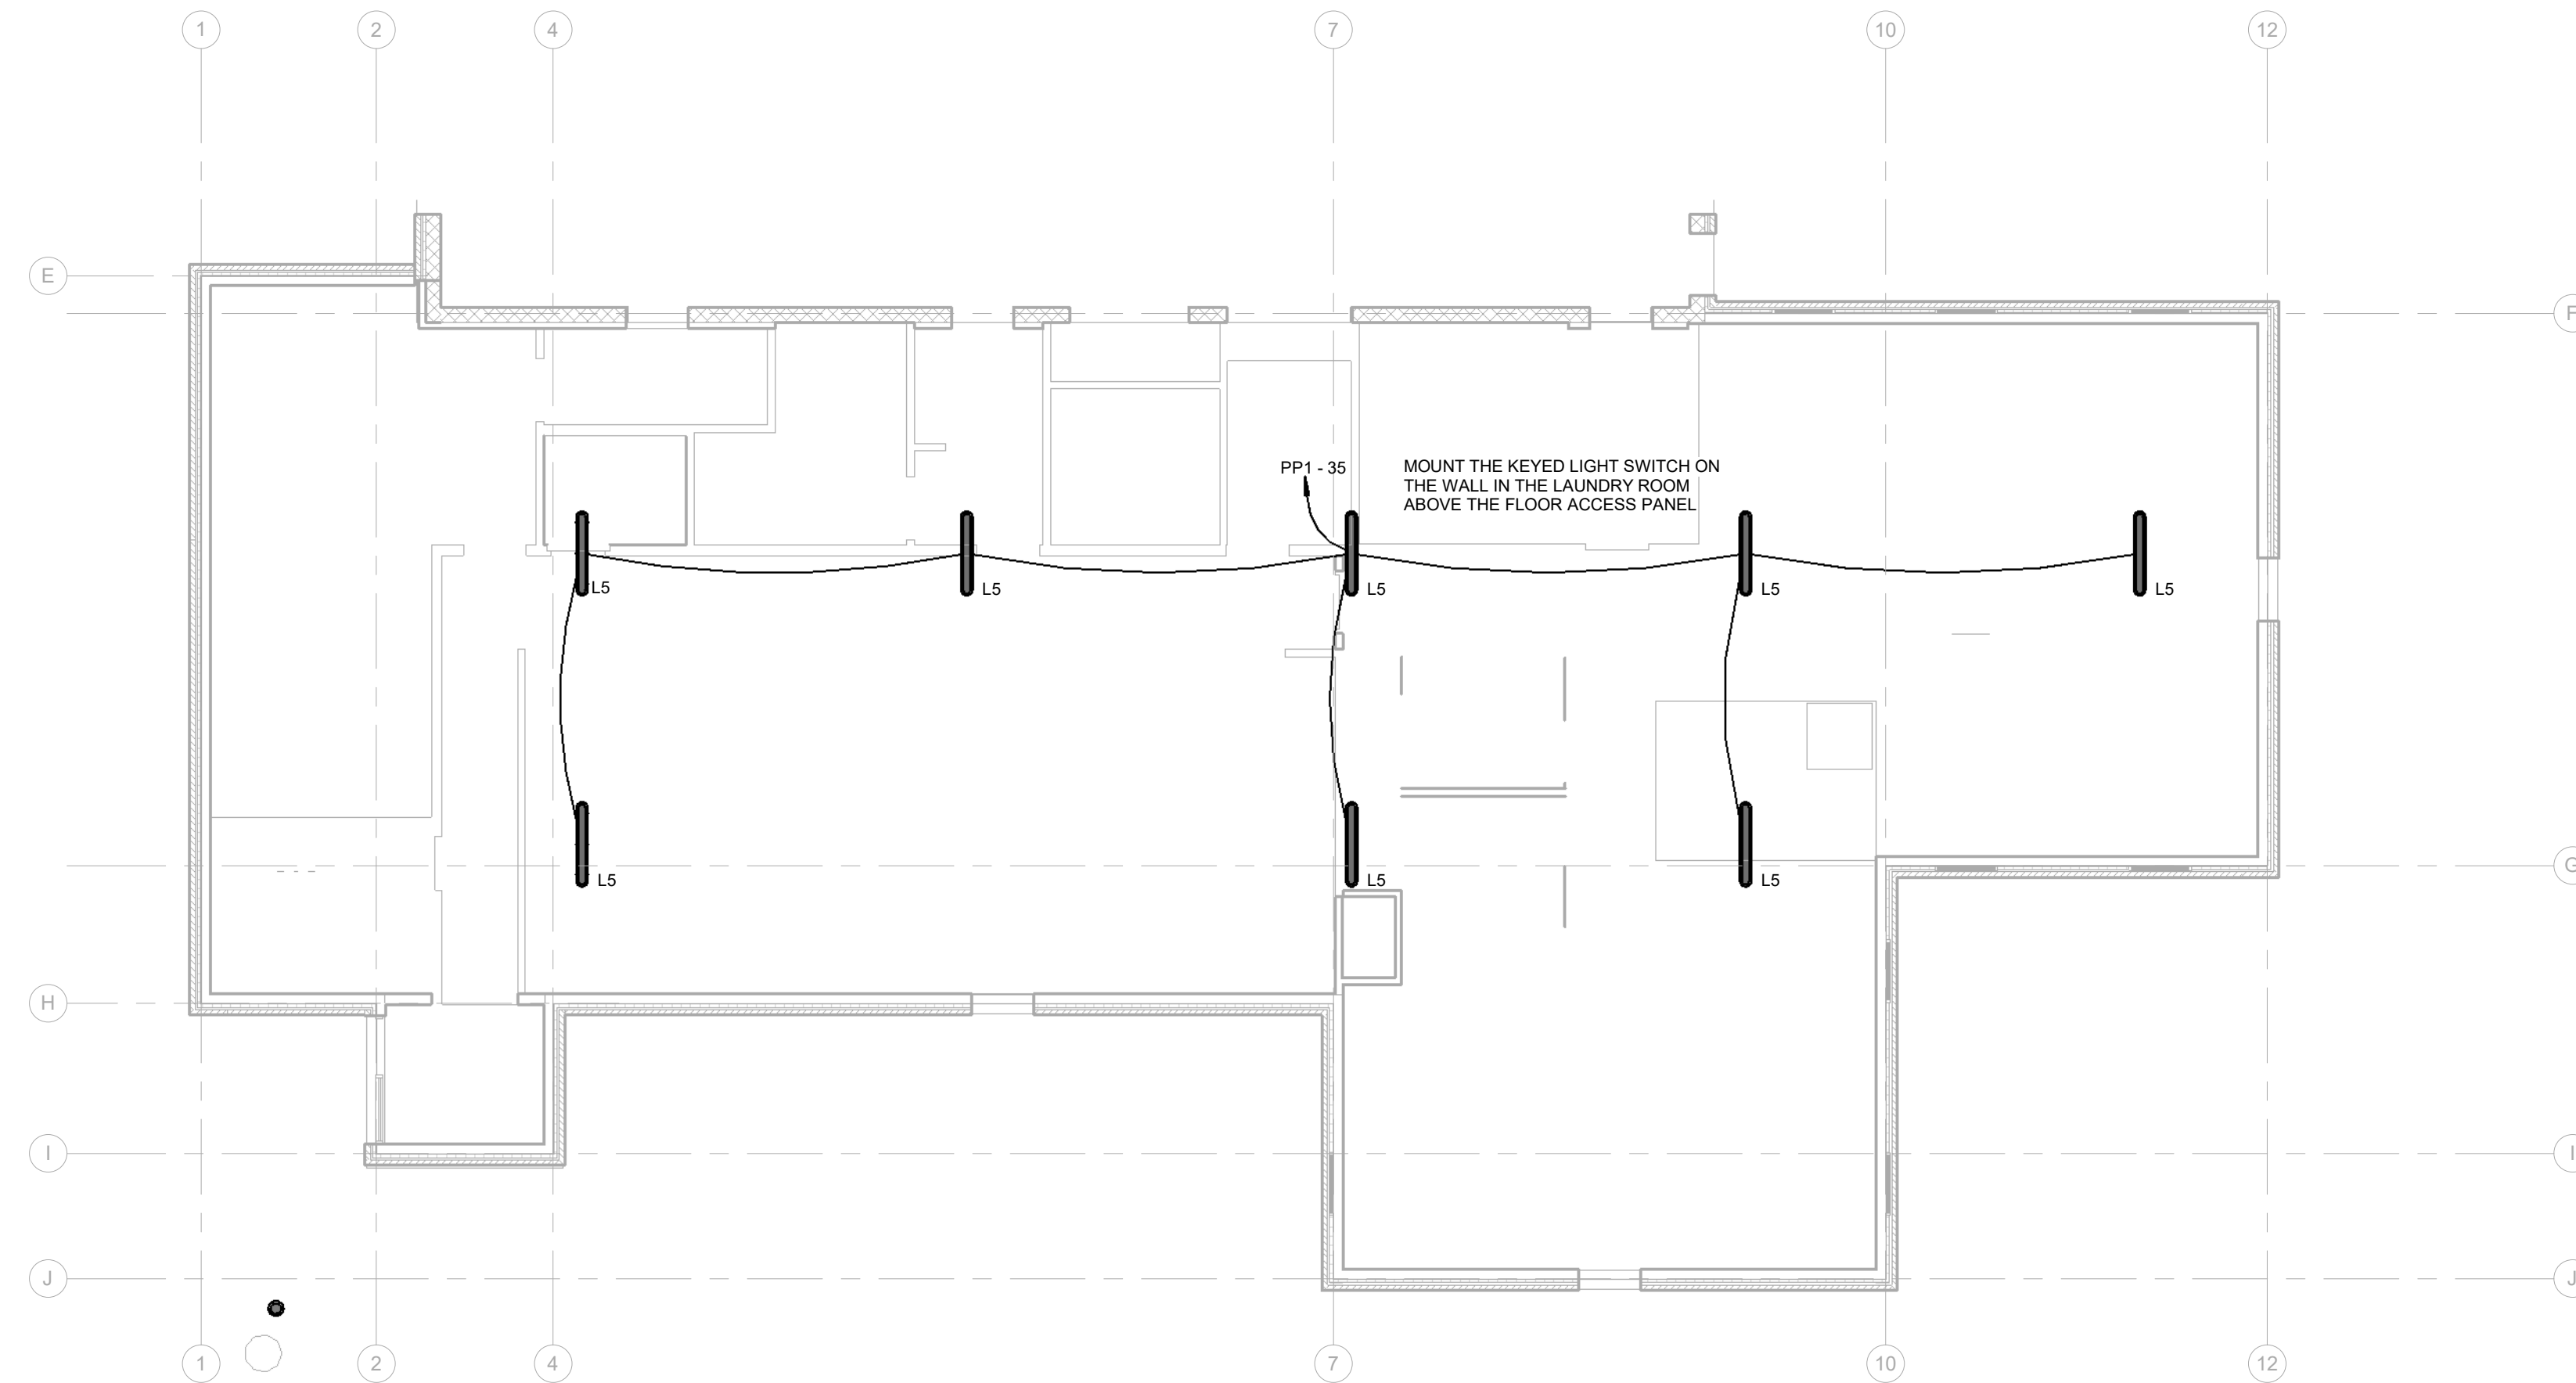 1
2
4
7
10
12
E
F
PP1 - 35
MOUNT THE KEYED LIGHT SWITCH ON
THE WALL IN THE LAUNDRY ROOM
ABOVE THE FLOOR ACCESS PANEL
L5
L5
L5
L5
L5
G
L5
L5
L5
H
I
I
J
J
1
2
4
7
10
12